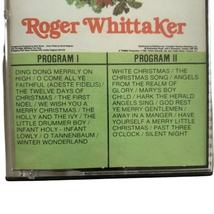 Roger Whittaker
PROGRAM I
DING DONG MERRILY ON
HIGH / O COME ALL YE
FAITHFUL (ADESTE FIDELIS) /
THE TWELVE DAYS OF
CHRISTMAS / THE FIRST
NOEL / WE WISH YOU A
MERRY CHRISTMAS / THE
HOLLY AND THE IVY / THE
LITTLE DRUMMER BOY /
INFANT HOLY - INFANT
LOWLY / O TANNENBAUM /
WINTER WONDERLAND
PROGRAM II
WHITE CHRISTMAS / THE
CHRISTMAS SONG / ANGELS
FROM THE REALM OF
GLORY / MARY'S BOY
CHILD / HARK THE HERALD
ANGELS SING / GOD REST
YE MERRY GENTLEMEN /
AWAY IN A MANGER / HAVE
YOURSELF A MERRY LITTLE
CHRISTMAS / PAST THREE
O'CLOCK / SILENT NIGHT